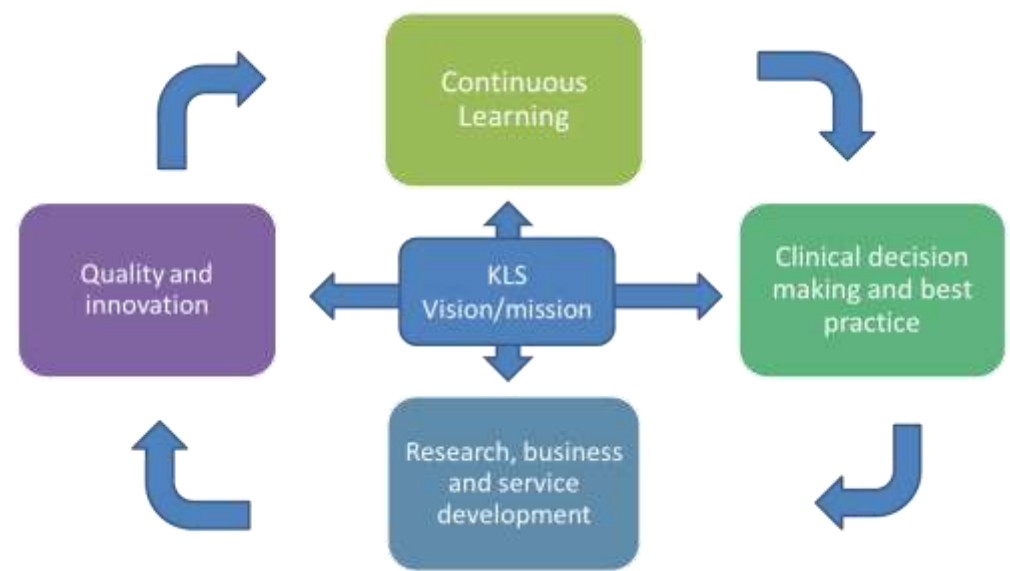 Continuous
Learning
Quality and
innovation
KLS
Vision/mission
Clinical decision
making and best
practice
Research, business
and service
development